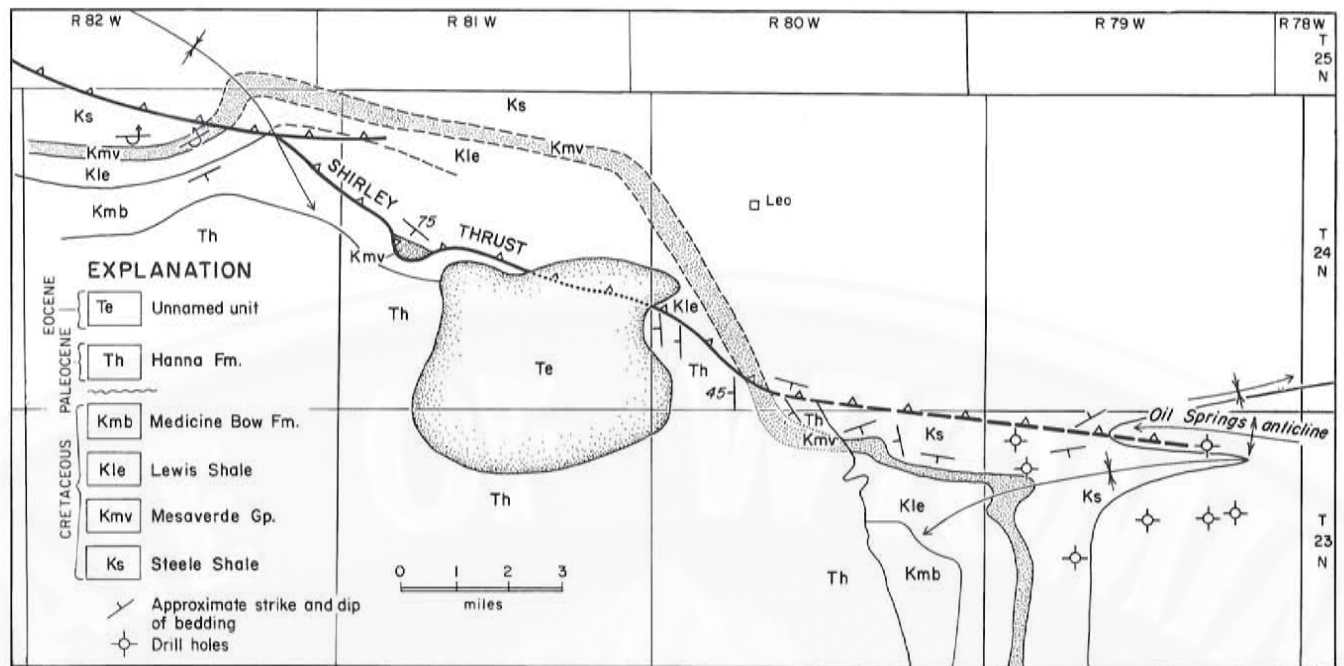 R 82 W
R 81 W
R 80 W
R 79 W
R 78 W
T
25
N
Ks
Ks
Kmv
Kle
Kmb
Th
Kle
Kmv
SHIRLEY
THRUST
75
Kmv
Leo
T
24
N
EXPLANATION
EOCENE
Te Unnamed unit
PALEOCENE
Th Hanna Fm.
CRETACEOUS
Kmb Medicine Bow Fm.
Kle Lewis Shale
Kmv Mesaverde Gp.
Ks Steele Shale
Approximate strike and dip
of bedding
Drill holes
Th
Te
Kle
Th
45
Th
Kmv
Ks
Oil Springs anticline
Ks
Kle
Th
Th
Kmb
T
23
N
0 1 2 3
miles